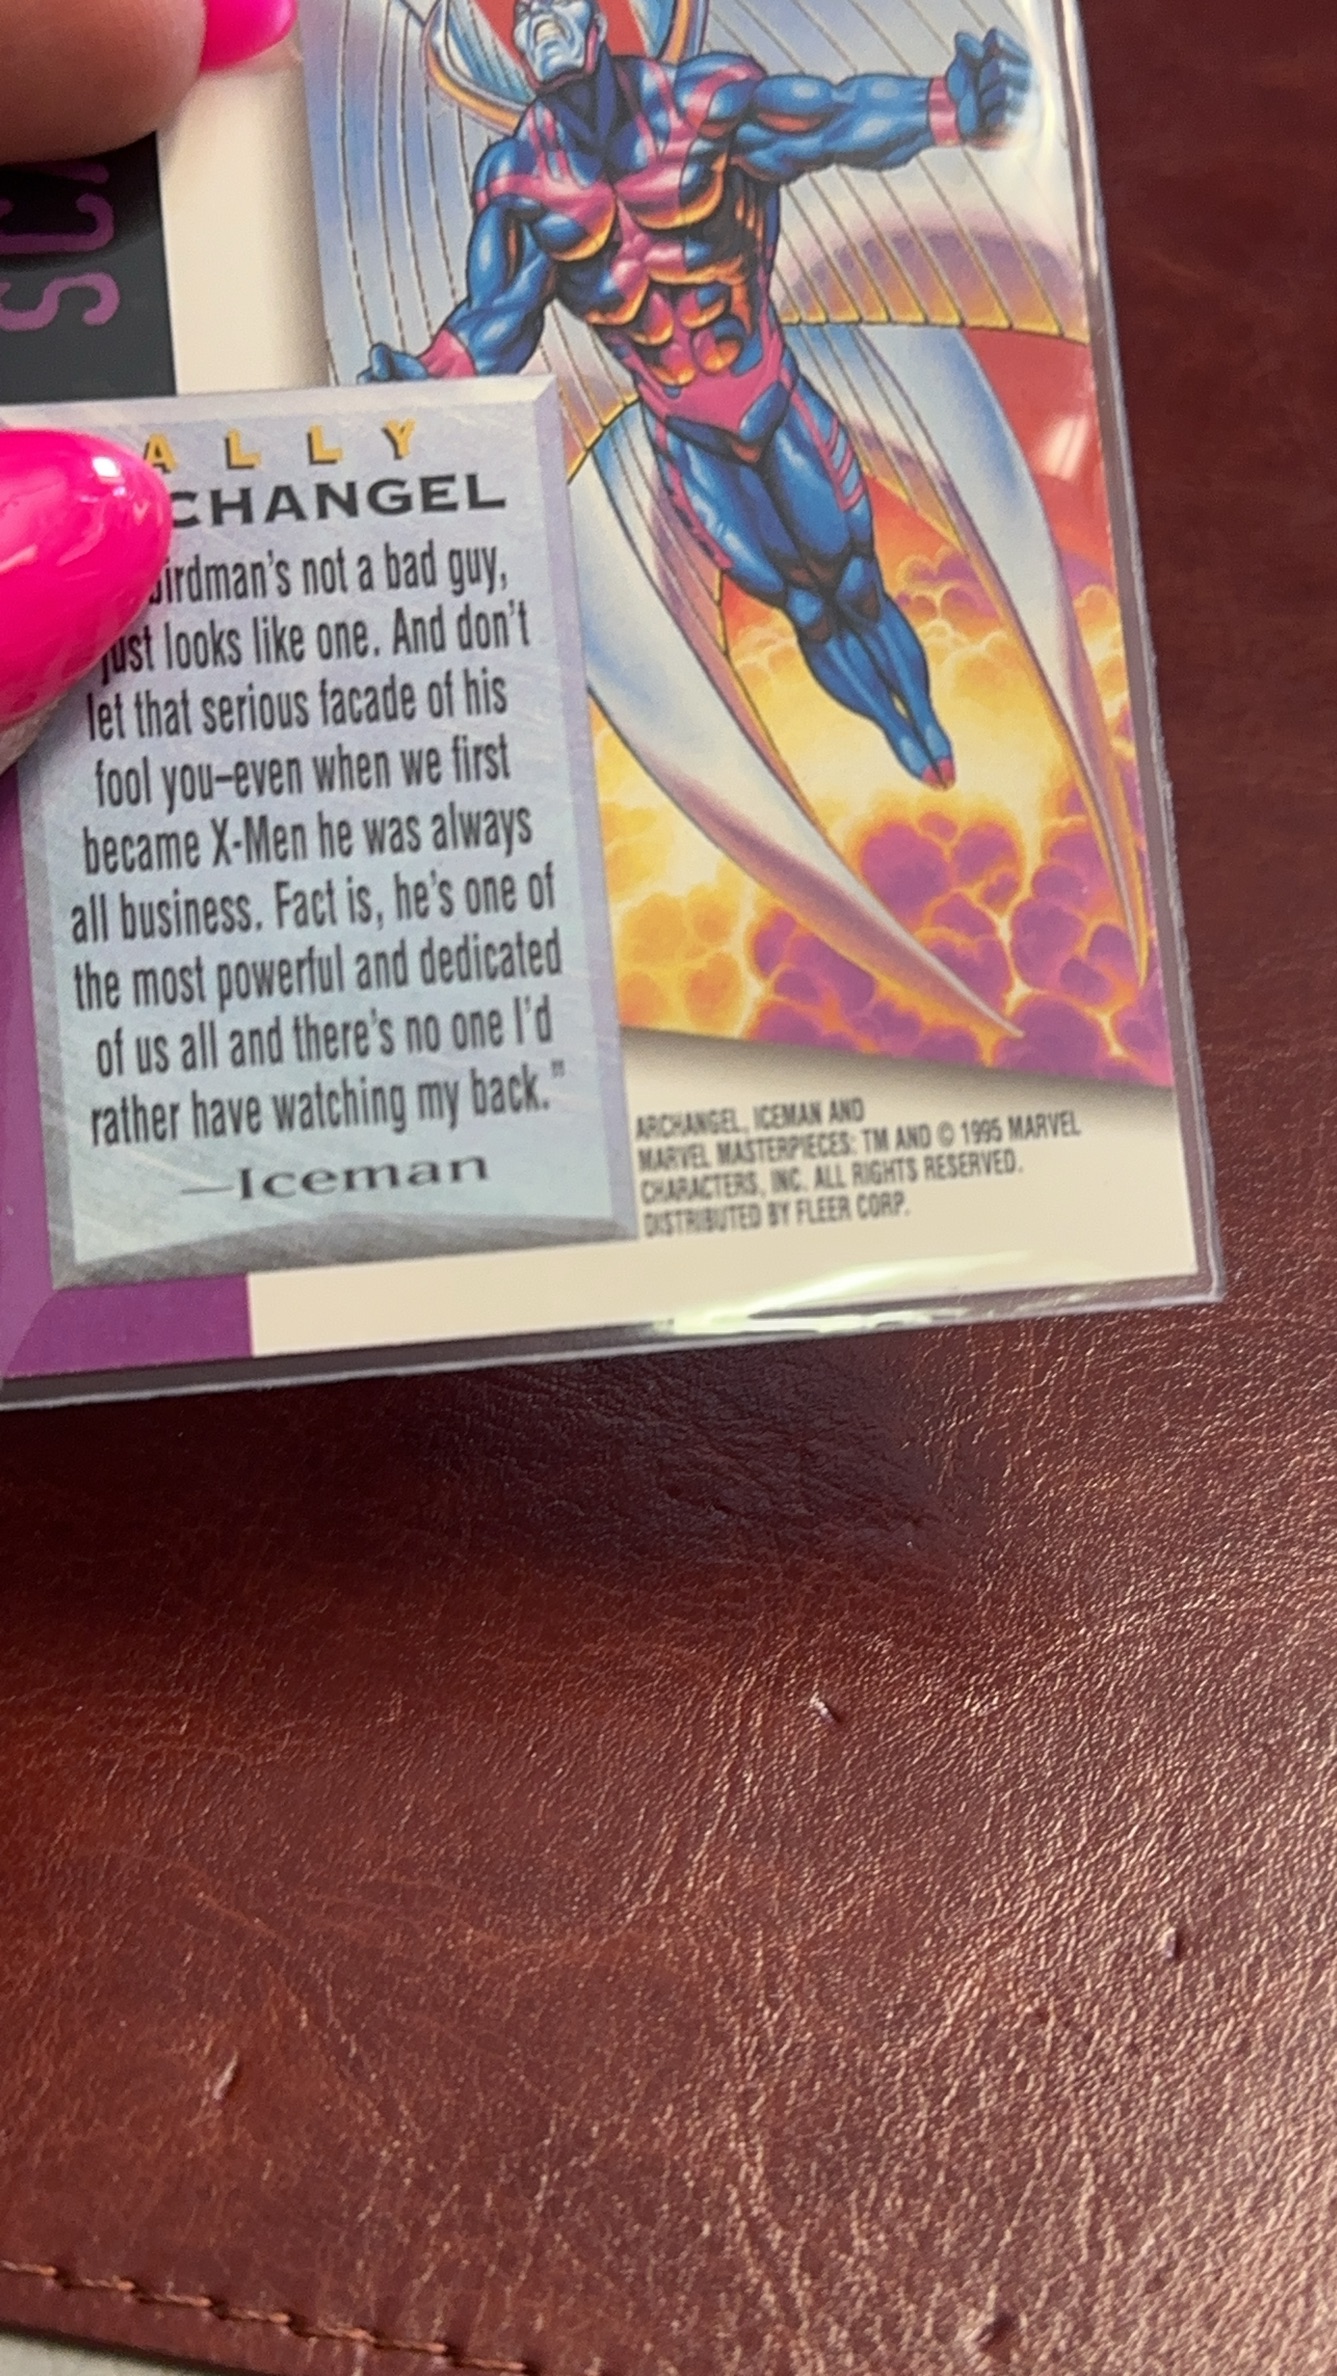 ALLY
CHANGEL
irdman's not a bad guy,
just looks like one. And don't
let that serious facade of his
fool you—even when we first
became X-Men he was always
all business. Fact is, he's one of
the most powerful and dedicated
of us all and there's no one I'd
rather have watching my back."
—Iceman
ARCHANGEL, ICEMAN AND
MARVEL MASTERPIECES: TM AND © 1995 MARVEL
CHARACTERS, INC. ALL RIGHTS RESERVED.
DISTRIBUTED BY FLEER CORP.